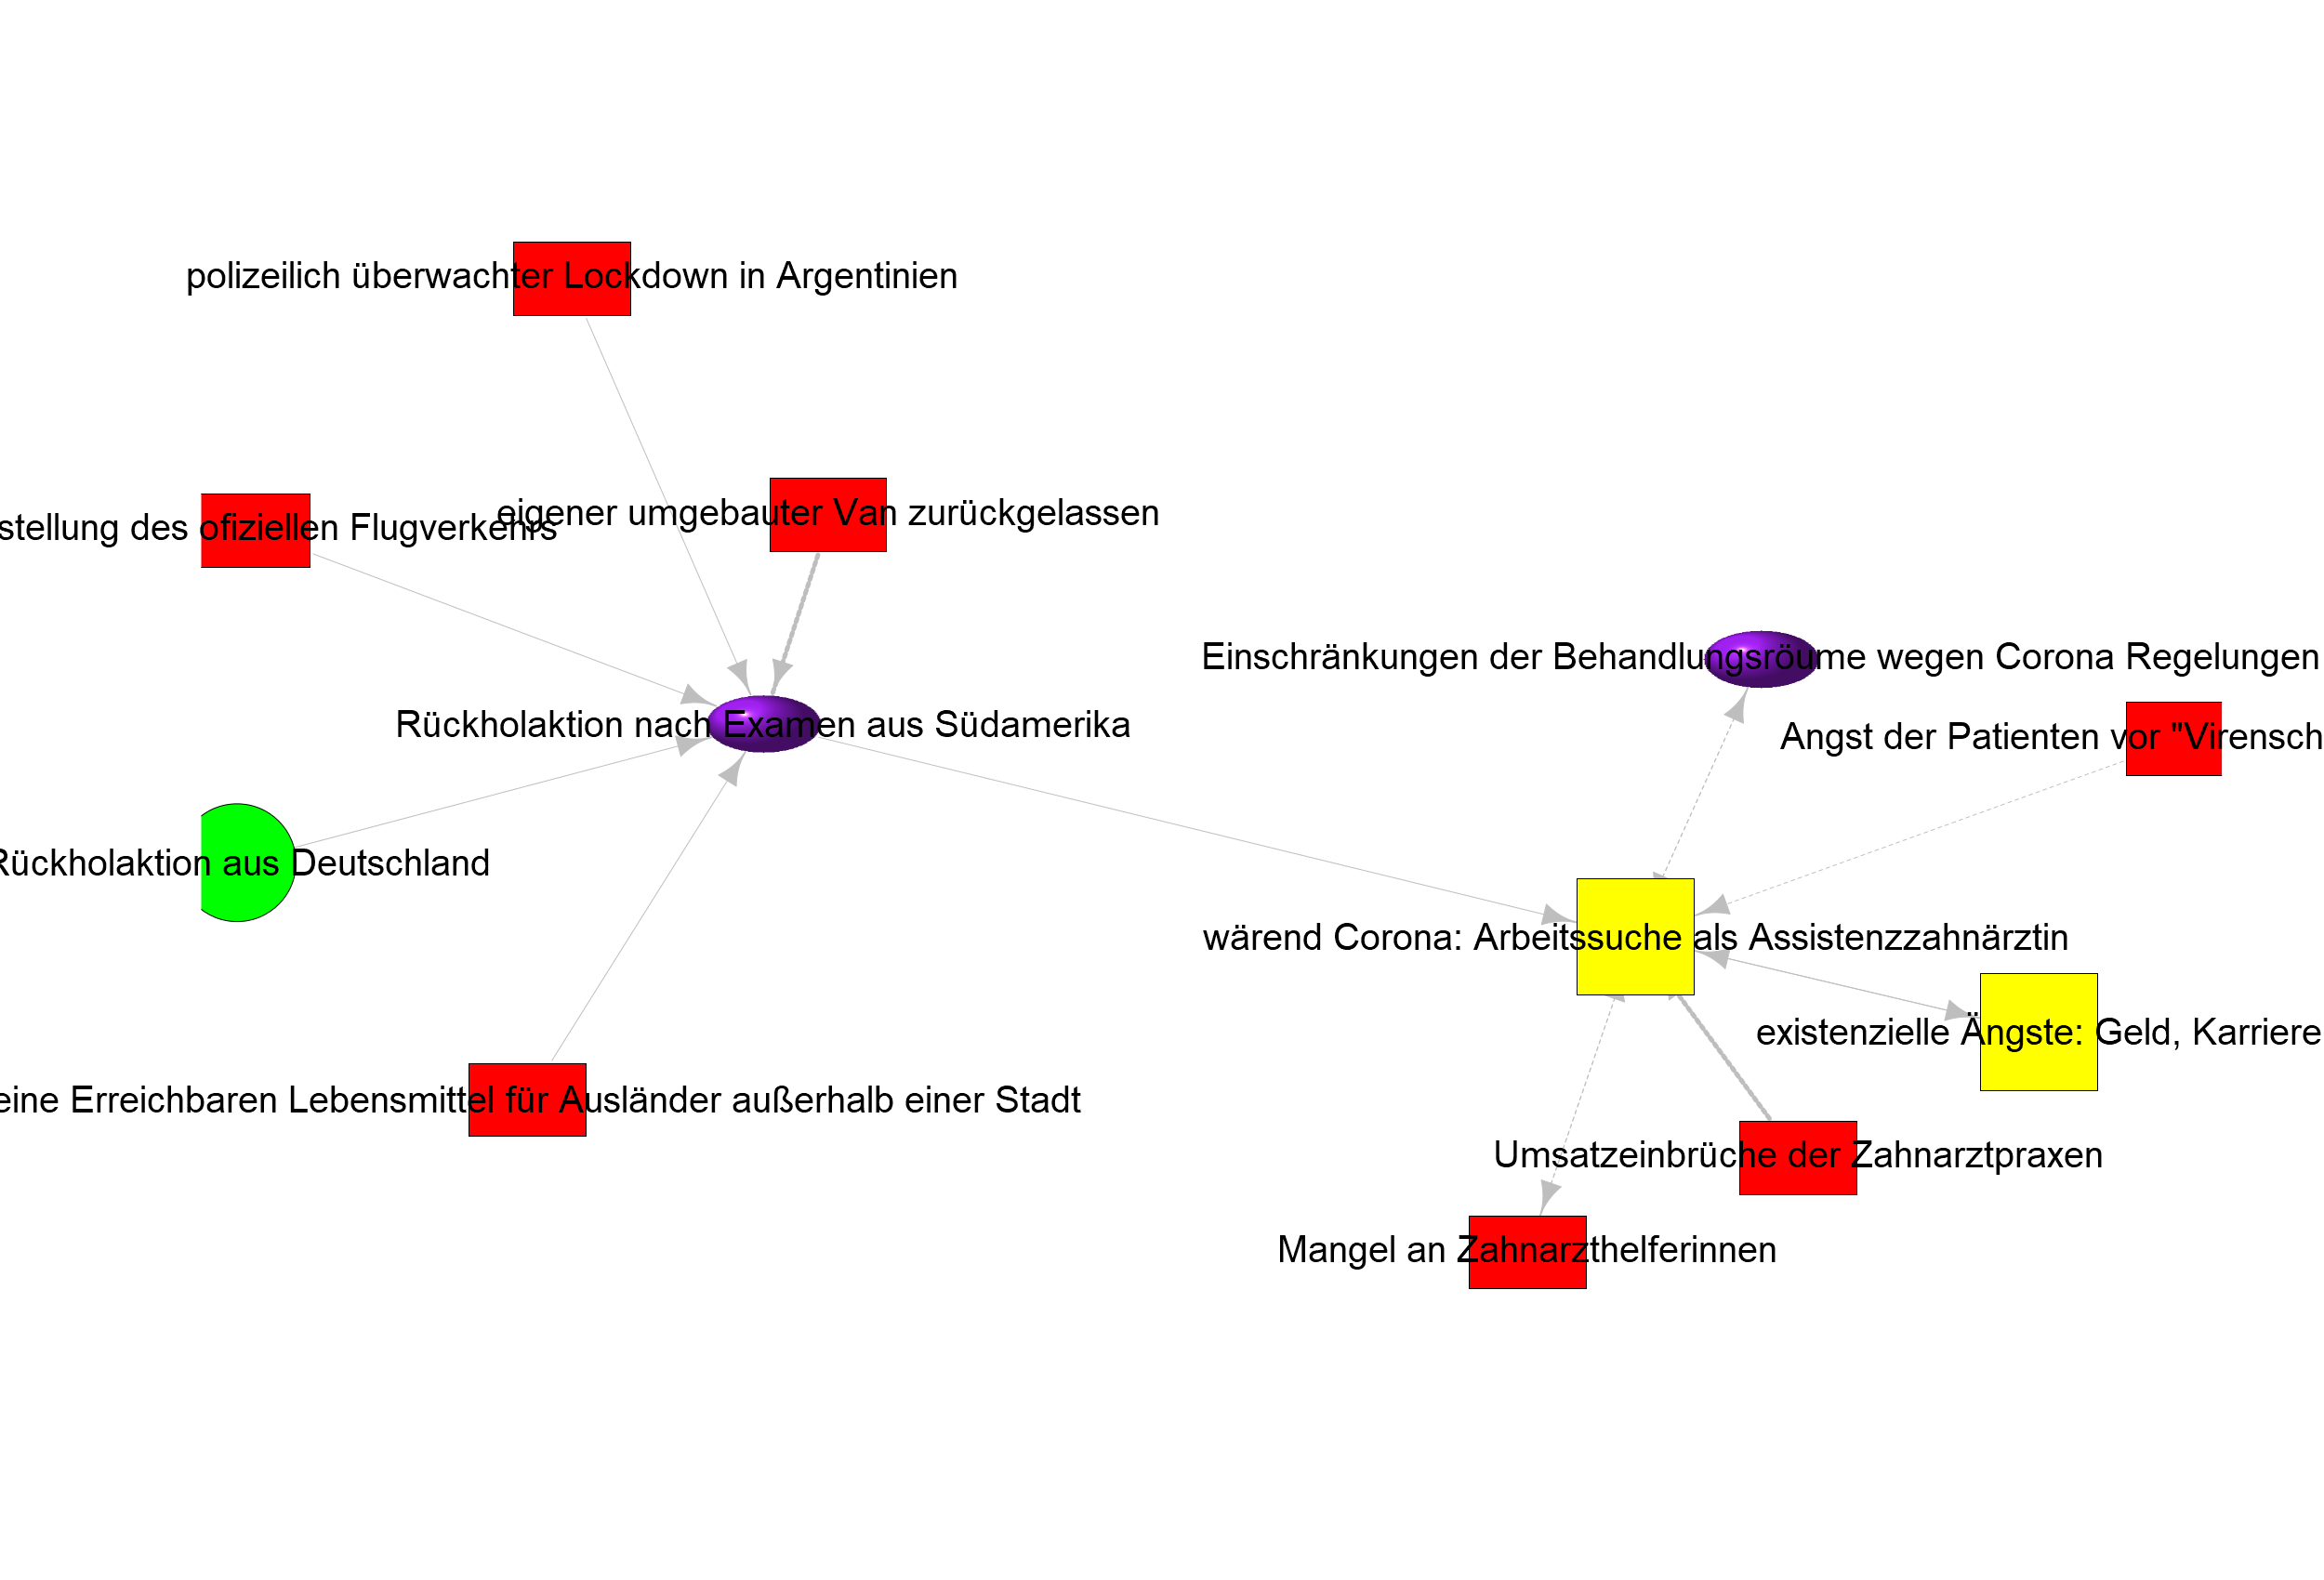 polizeilich überwachter Lockdown in Argentinien
eigener umgebauter Van zurückgelassen
stellung des ofiziellen Flugverkehrs
Einschränkungen der Behandlungsröume wegen Corona Regelungen
Rückholaktion nach Examen aus Südamerika
Angst der Patienten vor "Virensch
Rückholaktion aus Deutschland
wärend Corona: Arbeitssuche als Assistenzzahnärztin
existenzielle Ängste: Geld, Karriere
eine Erreichbaren Lebensmittel für Ausländer außerhalb einer Stadt
Umsatzeinbrüche der Zahnarztpraxen
Mangel an Zahnarzthelferinnen